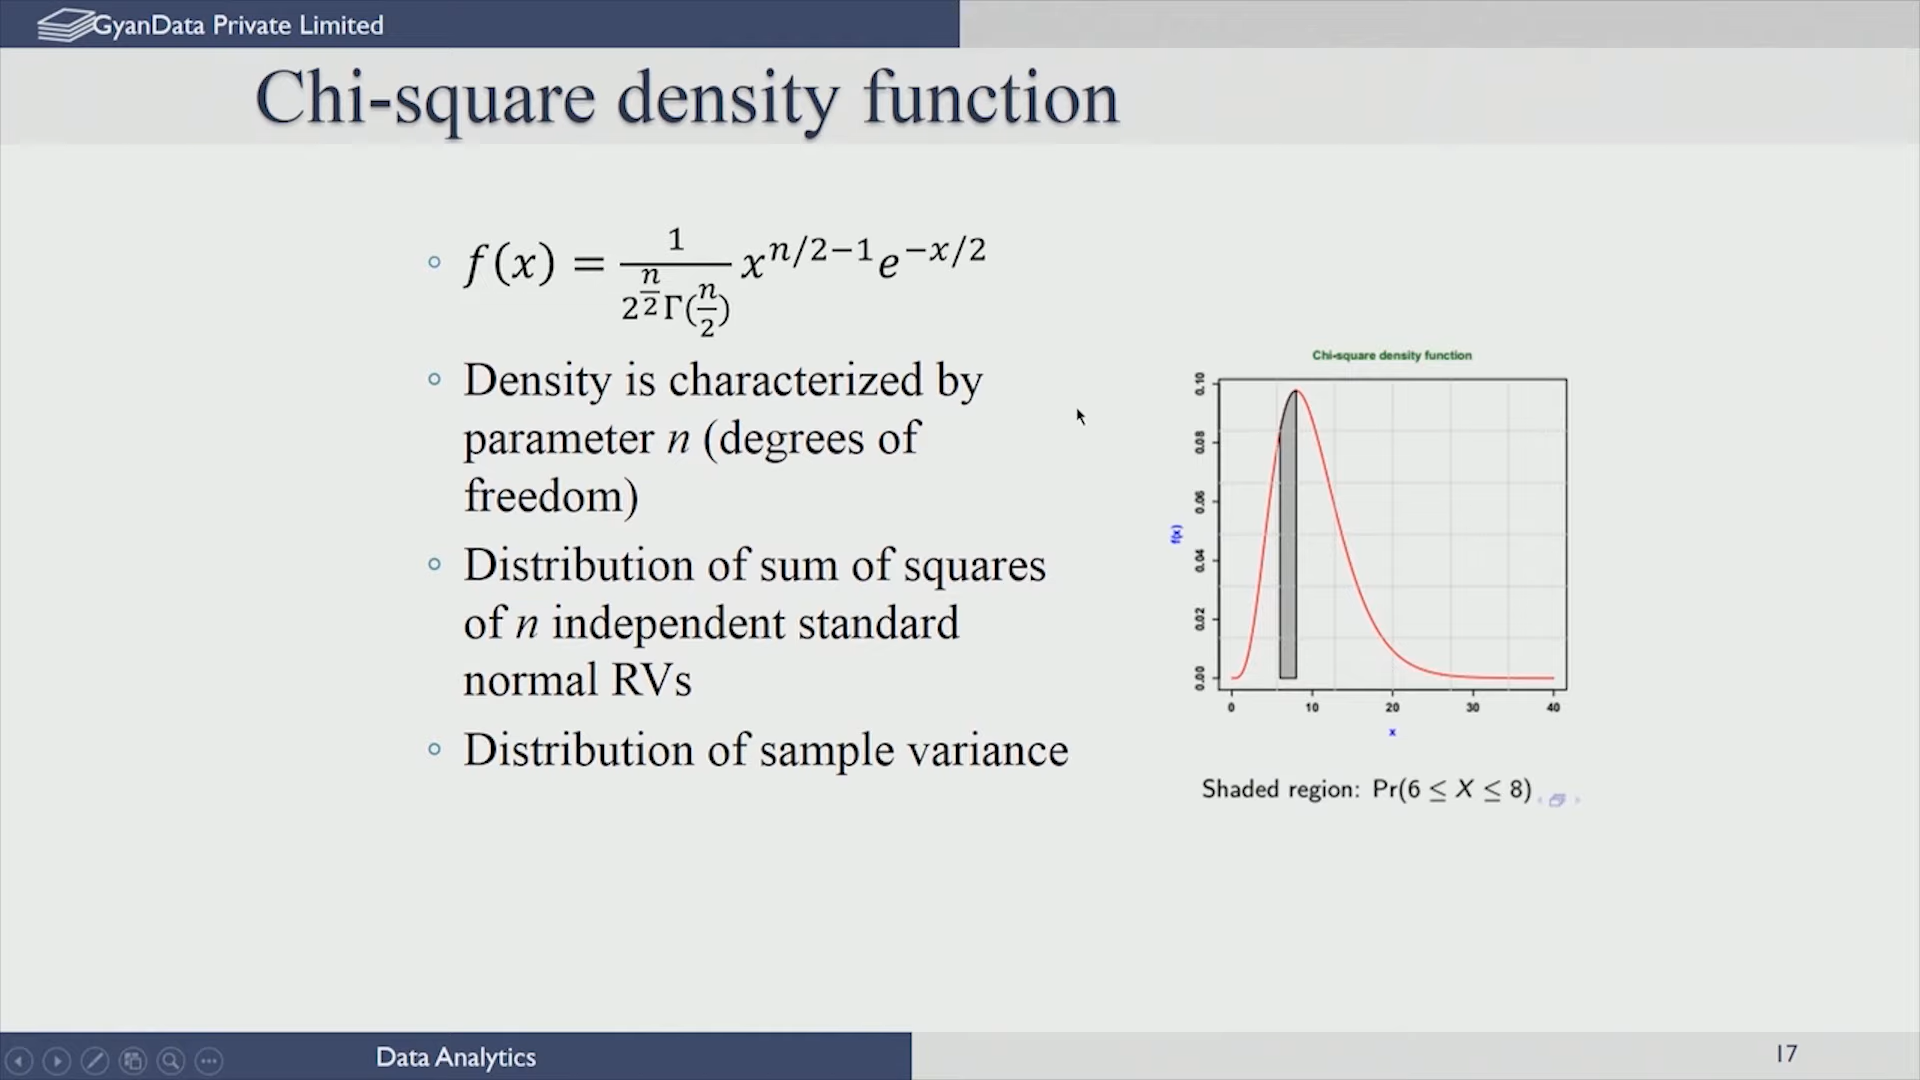 GyanData Private Limited
Chi-square density function
∘ f(x) = \frac{1}{2^{\frac{n}{2}}Γ(\frac{n}{2})} x^{n/2−1}e^{−x/2}
∘ Density is characterized by
parameter n (degrees of
freedom)
∘ Distribution of sum of squares
of n independent standard
normal RVs
∘ Distribution of sample variance
Chi-square density function
0.10
0.08
0.06
0.04
0.02
0.00
f(x)
0 10 20 30 40
x
Shaded region: Pr(6 ≤ X ≤ 8)
Data Analytics
17